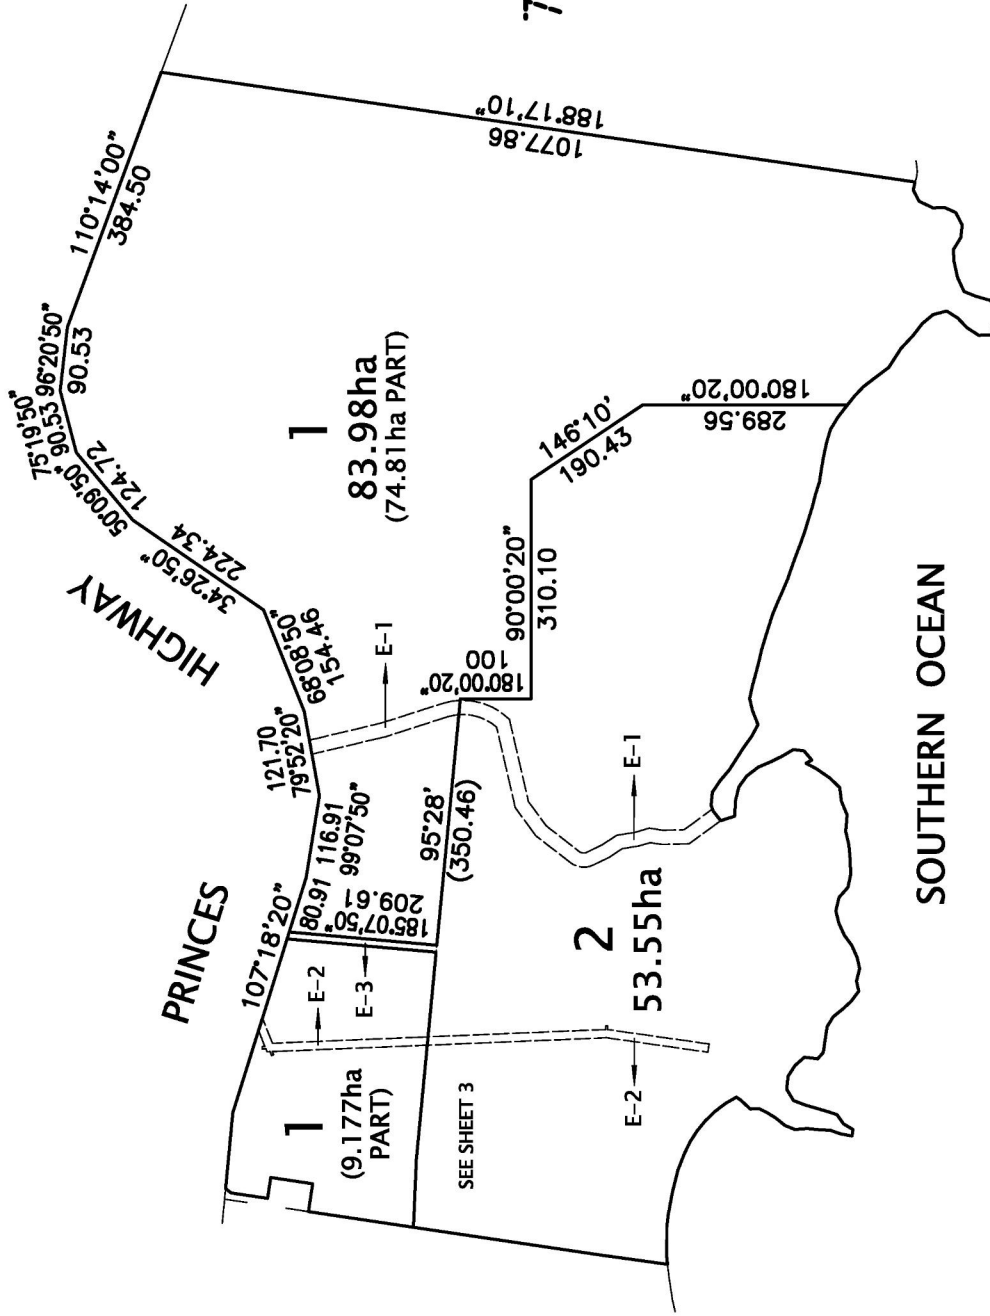 PRINCES
HIGHWAY
107°18'20"
80.91
116.91
99°07'50"
121.70
79°52'20"
68°08'50"
154.46
34°26'50"
224.34
50°09'50"
124.72
75°19'50"
90.53
96°20'50"
90.53
110°14'00"
384.50
188°17'10"
1077.86
1
83.98ha
(74.81ha PART)
E-1
185°07'50"
209.61
E-2
E-3
1
(9.177ha
PART)
95°28'
(350.46)
180°00'20"
100
90°00'20"
310.10
146°10'
190.43
180°00'20"
289.56
SEE SHEET 3
2
53.55ha
E-1
E-2
SOUTHERN OCEAN